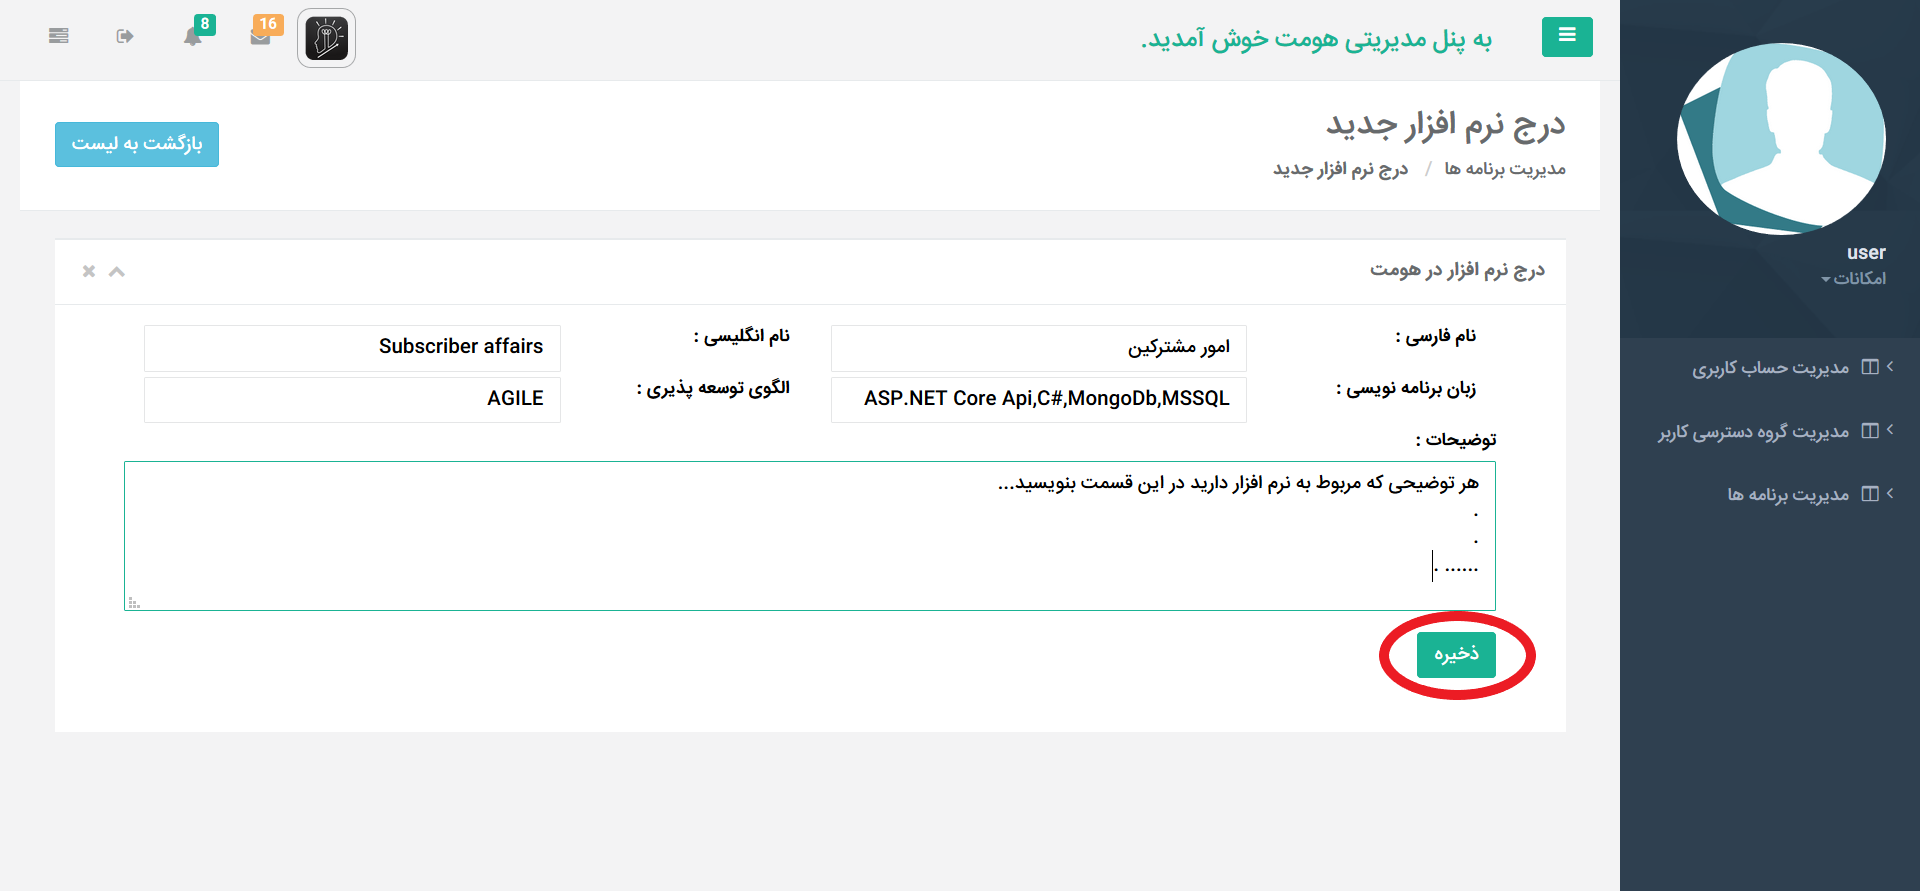 به پنل مدیریتی هومت خوش آمدید.
16
8
user
امکانات
مدیریت حساب کاربری
مدیریت گروه دسترسی کاربر
مدیریت برنامه ها
درج نرم افزار جدید
مدیریت برنامه ها / درج نرم افزار جدید
بازگشت به لیست
درج نرم افزار در هومت
نام فارسی :
امور مشترکین
نام انگلیسی :
Subscriber affairs
زبان برنامه نویسی :
ASP.NET Core Api,C#,MongoDb,MSSQL
الگوی توسعه پذیری :
AGILE
توضیحات :
هر توضیحی که مربوط به نرم افزار دارید در این قسمت بنویسید...
.
.
...... .
ذخیره